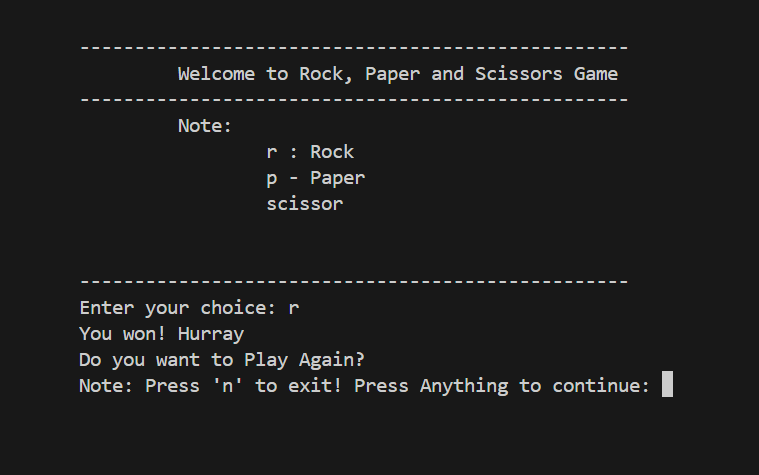 --------------------------------------------------
Welcome to Rock, Paper and Scissors Game
--------------------------------------------------
Note:
r : Rock
p - Paper
scissor
--------------------------------------------------
Enter your choice: r
You won! Hurray
Do you want to Play Again?
Note: Press 'n' to exit! Press Anything to continue: